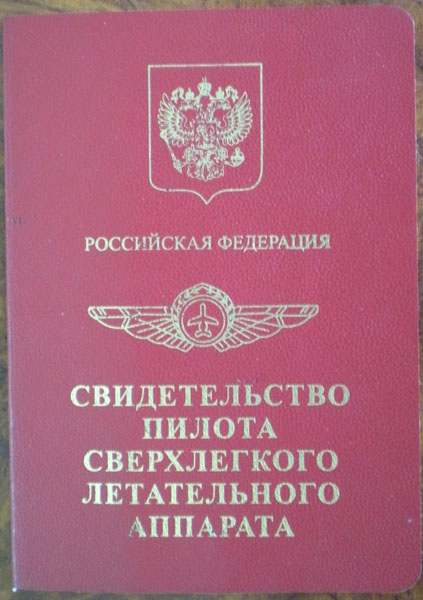 РОССИЙСКАЯ ФЕДЕРАЦИЯ
СВИДЕТЕЛЬСТВО
ПИЛОТА
СВЕРХЛЕГКОГО
ЛЕТАТЕЛЬНОГО
АППАРАТА